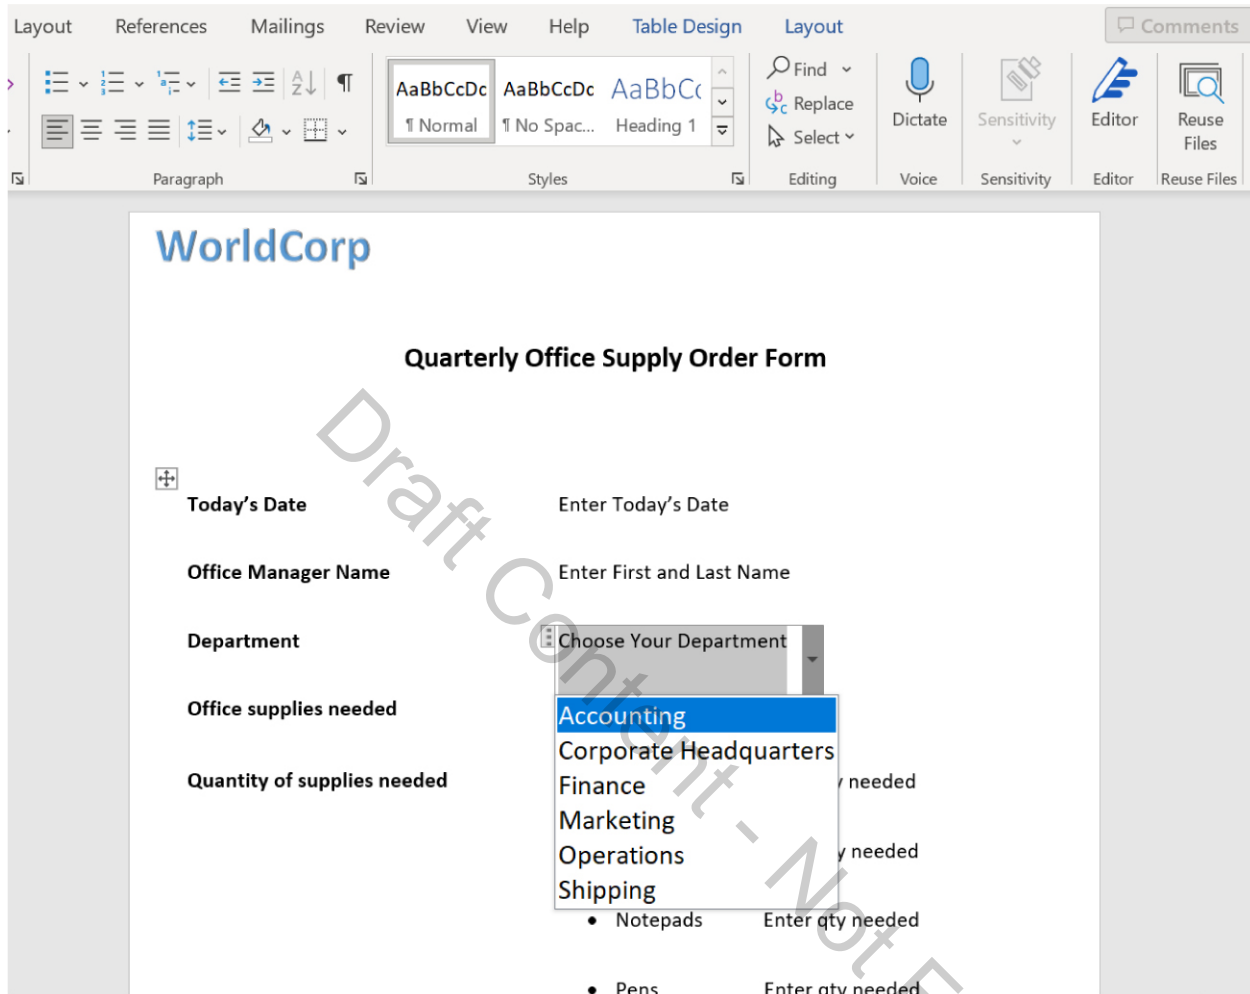 Layout References Mailings Review View Help Table Design Layout Comments
AaBbCcDc AaBbCcDc AaBbCc
¶ Normal ¶ No Spac... Heading 1
Find
Replace
Select
Dictate
Sensitivity
Editor
Reuse
Files
Paragraph Styles Editing Voice Sensitivity Editor Reuse Files
WorldCorp
Quarterly Office Supply Order Form
Today's Date Enter Today's Date
Office Manager Name Enter First and Last Name
Department Choose Your Department
Office supplies needed
Accounting
Corporate Headquarters
Finance
Marketing
Operations
Shipping
Quantity of supplies needed needed
needed
• Notepads Enter qty needed
• Pens Enter qty needed
Draft Content - Not